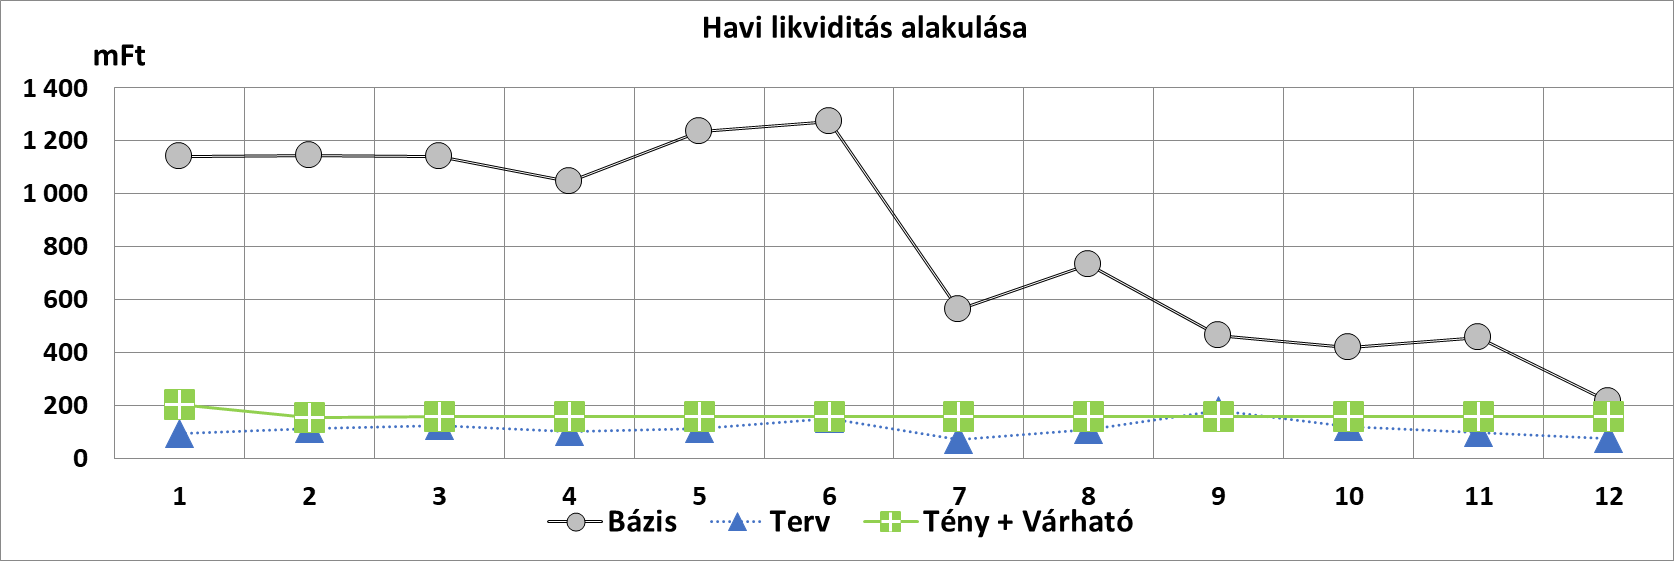 Havi likviditás alakulása
mFt
1 400
1 200
1 000
800
600
400
200
0
1 2 3 4 5 6 7 8 9 10 11 12
Bázis Terv Tény + Várható